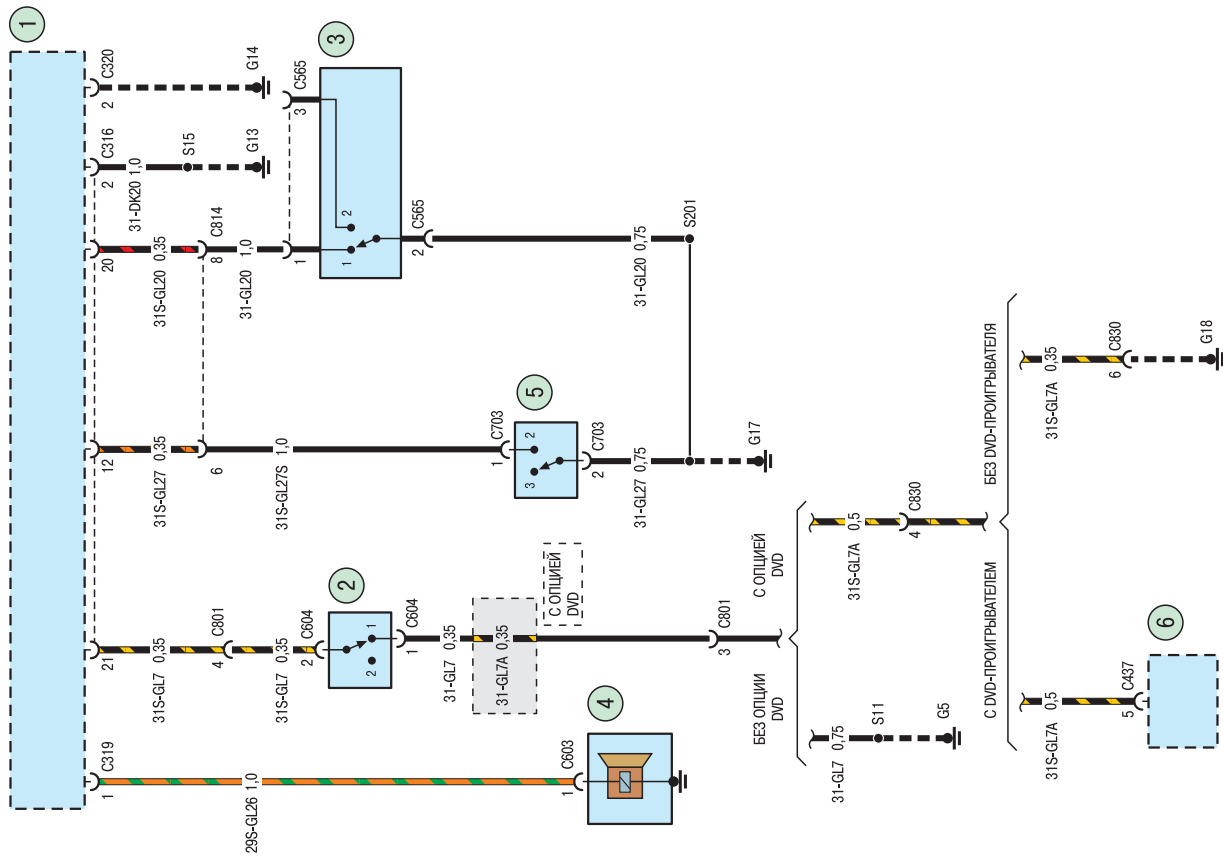 1
C320
2
G14
C316
2
31-DK20 1,0
S15
G13
20
31S-GL20 0,35
C814
8
31-GL20 1,0
1
C565
3
3
1
2
C565
2
31-GL20 0,75
S201
12
31S-GL27 0,35
6
31S-GL27S 1,0
C703
1
5
3
2
C703
2
31-GL27 0,75
G17
21
31S-GL7 0,35
C801
4
31S-GL7 0,35
C604
2
2
2
1
C604
1
31-GL7 0,35
31-GL7A 0,35
С ОПЦИЕЙ
DVD
C801
3
C319
1
29S-GL26 1,0
C603
1
4
БЕЗ ОПЦИИ
DVD
31-GL7 0,75
S11
G5
С ОПЦИЕЙ
DVD
31S-GL7A 0,5
C830
4
С DVD-ПРОИГРЫВАТЕЛЕМ
31S-GL7A 0,5
C437
5
6
БЕЗ DVD-ПРОИГРЫВАТЕЛЯ
31S-GL7A 0,35
C830
6
G18